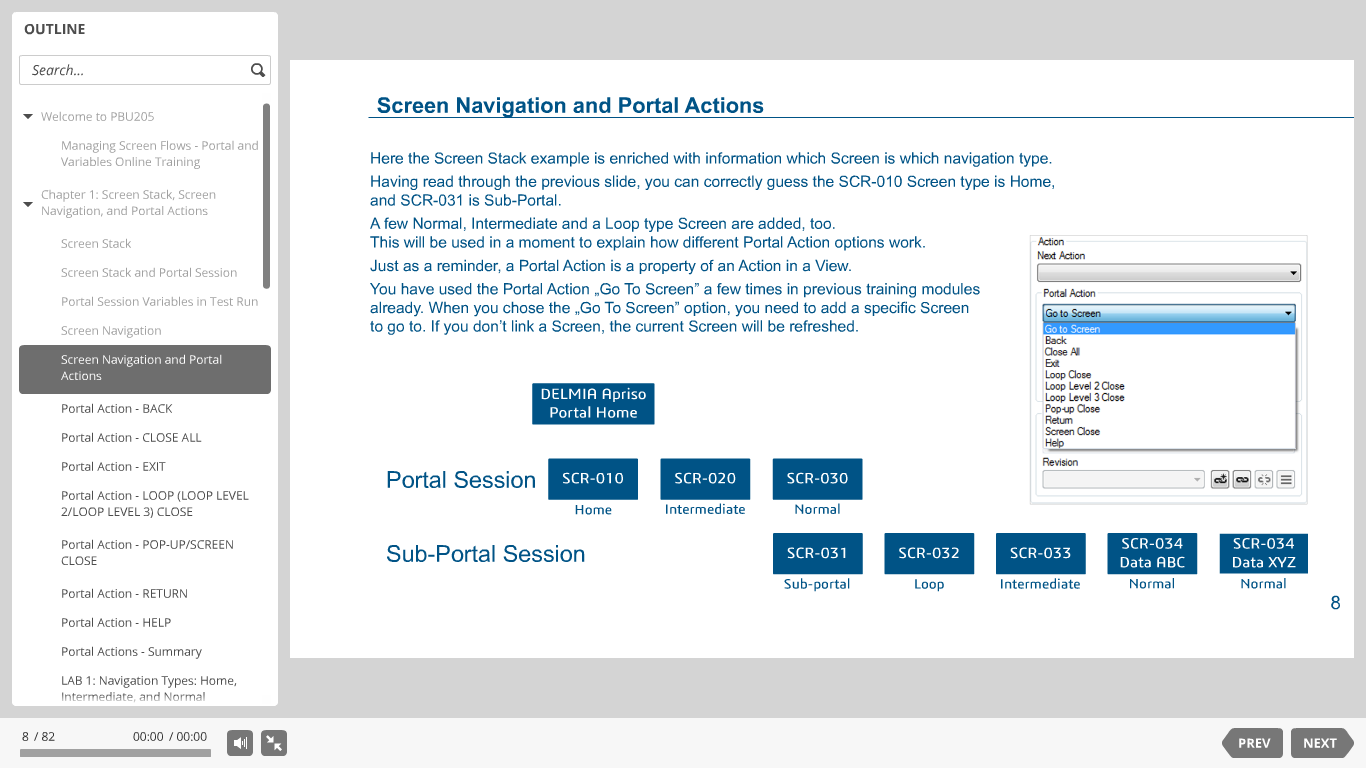 OUTLINE
Search...
Welcome to PBU205
Managing Screen Flows - Portal and
Variables Online Training
Chapter 1: Screen Stack, Screen
Navigation, and Portal Actions
Screen Stack
Screen Stack and Portal Session
Portal Session Variables in Test Run
Screen Navigation
Screen Navigation and Portal
Actions
Portal Action - BACK
Portal Action - CLOSE ALL
Portal Action - EXIT
Portal Action - LOOP (LOOP LEVEL
2/LOOP LEVEL 3) CLOSE
Portal Action - POP-UP/SCREEN
CLOSE
Portal Action - RETURN
Portal Action - HELP
Portal Actions - Summary
LAB 1: Navigation Types: Home,
Intermediate, and Normal
Screen Navigation and Portal Actions
Here the Screen Stack example is enriched with information which Screen is which navigation type.
Having read through the previous slide, you can correctly guess the SCR-010 Screen type is Home,
and SCR-031 is Sub-Portal.
A few Normal, Intermediate and a Loop type Screen are added, too.
This will be used in a moment to explain how different Portal Action options work.
Just as a reminder, a Portal Action is a property of an Action in a View.
You have used the Portal Action „Go To Screen” a few times in previous training modules
already. When you chose the „Go To Screen” option, you need to add a specific Screen
to go to. If you don’t link a Screen, the current Screen will be refreshed.
Action
Next Action
Portal Action
Go to Screen
Go to Screen
Back
Close All
Exit
Loop Close
Loop Level 2 Close
Loop Level 3 Close
Pop-up Close
Return
Screen Close
Help
Revision
DELMIA Apriso
Portal Home
Portal Session
SCR-010
SCR-020
SCR-030
Home
Intermediate
Normal
Sub-Portal Session
SCR-031
SCR-032
SCR-033
SCR-034
Data ABC
SCR-034
Data XYZ
Sub-portal
Loop
Intermediate
Normal
Normal
8
8 / 82
00:00 / 00:00
PREV
NEXT